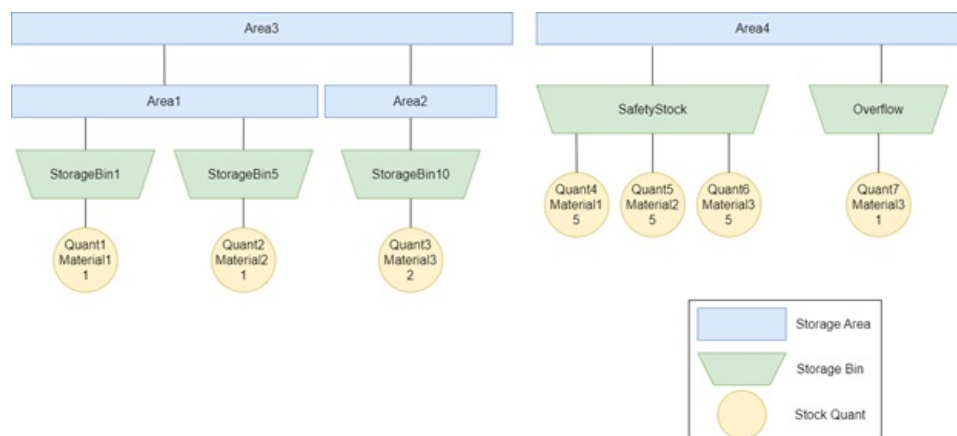 Area3
Area4
Area1
Area2
SafetyStock
Overflow
StorageBin1
StorageBin5
StorageBin10
Quant4
Material1
5
Quant5
Material2
5
Quant6
Material3
5
Quant7
Material3
1
Quant1
Material1
1
Quant2
Material2
1
Quant3
Material3
2
Storage Area
Storage Bin
Stock Quant